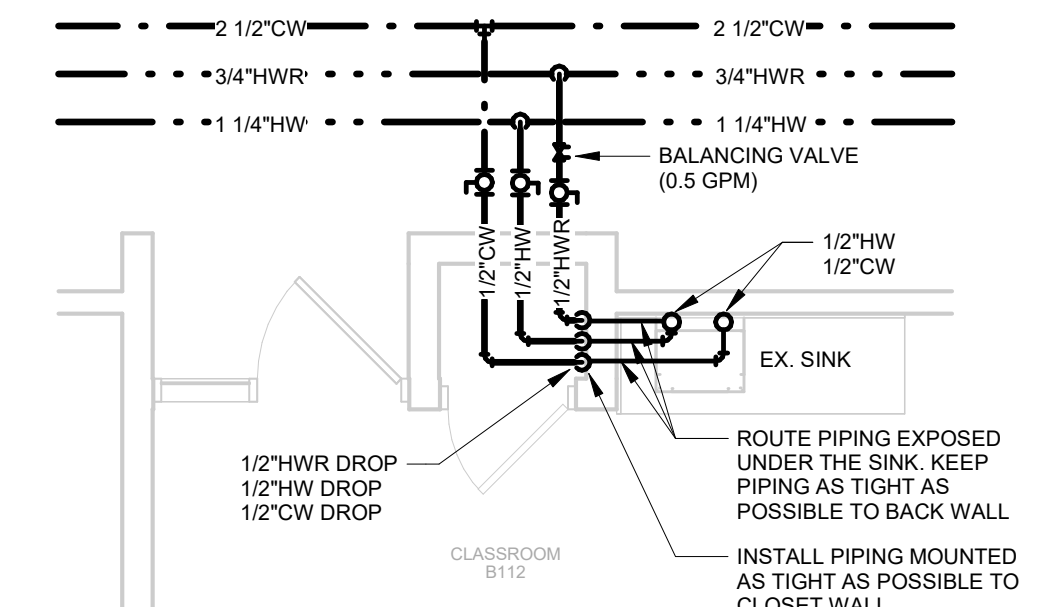 2 1/2"CW
2 1/2"CW
3/4"HWR
3/4"HWR
1 1/4"HW
1 1/4"HW
BALANCING VALVE
(0.5 GPM)
1/2"CW
1/2"HW
1/2"HWR
1/2"HW
1/2"CW
EX. SINK
1/2"HWR DROP
1/2"HW DROP
1/2"CW DROP
ROUTE PIPING EXPOSED
UNDER THE SINK. KEEP
PIPING AS TIGHT AS
POSSIBLE TO BACK WALL
CLASSROOM
B112
INSTALL PIPING MOUNTED
AS TIGHT AS POSSIBLE TO
CLOSET WALL